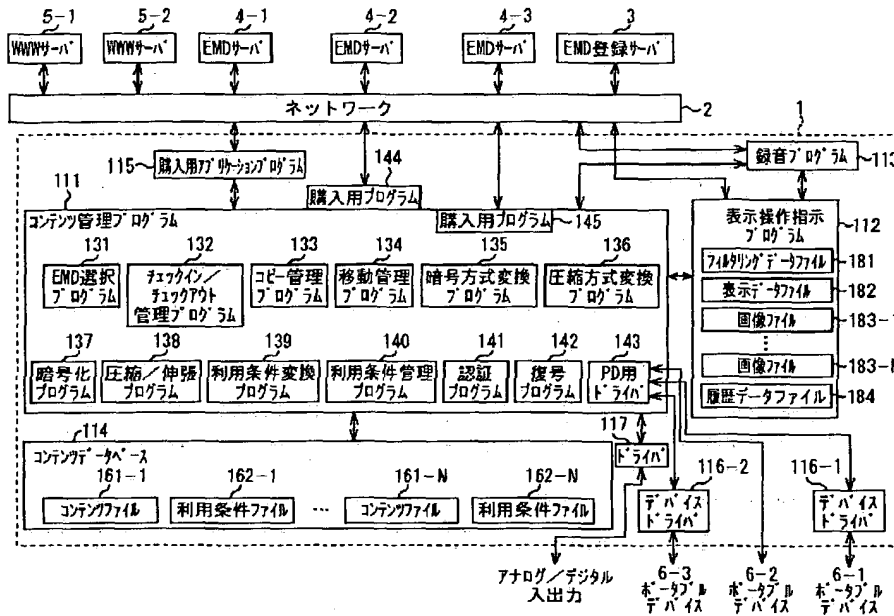 5-1 5-2 4-1 4-2 4-3 3
WWWサーバ WWWサーバ EMDサーバ EMDサーバ EMDサーバ EMD登録サーバ
ネットワーク 2
1
115 購入用アプリケーションプログラム 144 録音プログラム 113
111 購入用プログラム
コンテンツ管理プログラム 購入用プログラム 145
表示操作指示
プログラム
112
131 132 133 134 135 136
EMD選択
プログラム
チェックイン/
チェックアウト
管理プログラム
コピー管理
プログラム
移動管理
プログラム
暗号方式変換
プログラム
圧縮方式変換
プログラム
フィルタリングデータファイル 181
表示データファイル 182
画像ファイル 183-1
⋮
画像ファイル
履歴データファイル 184
137 138 139 140 141 142 143
暗号化
プログラム
圧縮/伸張
プログラム
利用条件変換
プログラム
利用条件管理
プログラム
認証
プログラム
復号
プログラム
PD用
ドライバ
114 117
コンテンツデータベース ドライバ
161-1 162-1 161-N 162-N
コンテンツファイル 利用条件ファイル … コンテンツファイル 利用条件ファイル
116-2 116-1
デバイス
ドライバ
デバイス
ドライバ
アナログ/デジタル
入出力
6-3
ポータブル
デバイス
6-2
ポータブル
デバイス
6-1
ポータブル
デバイス